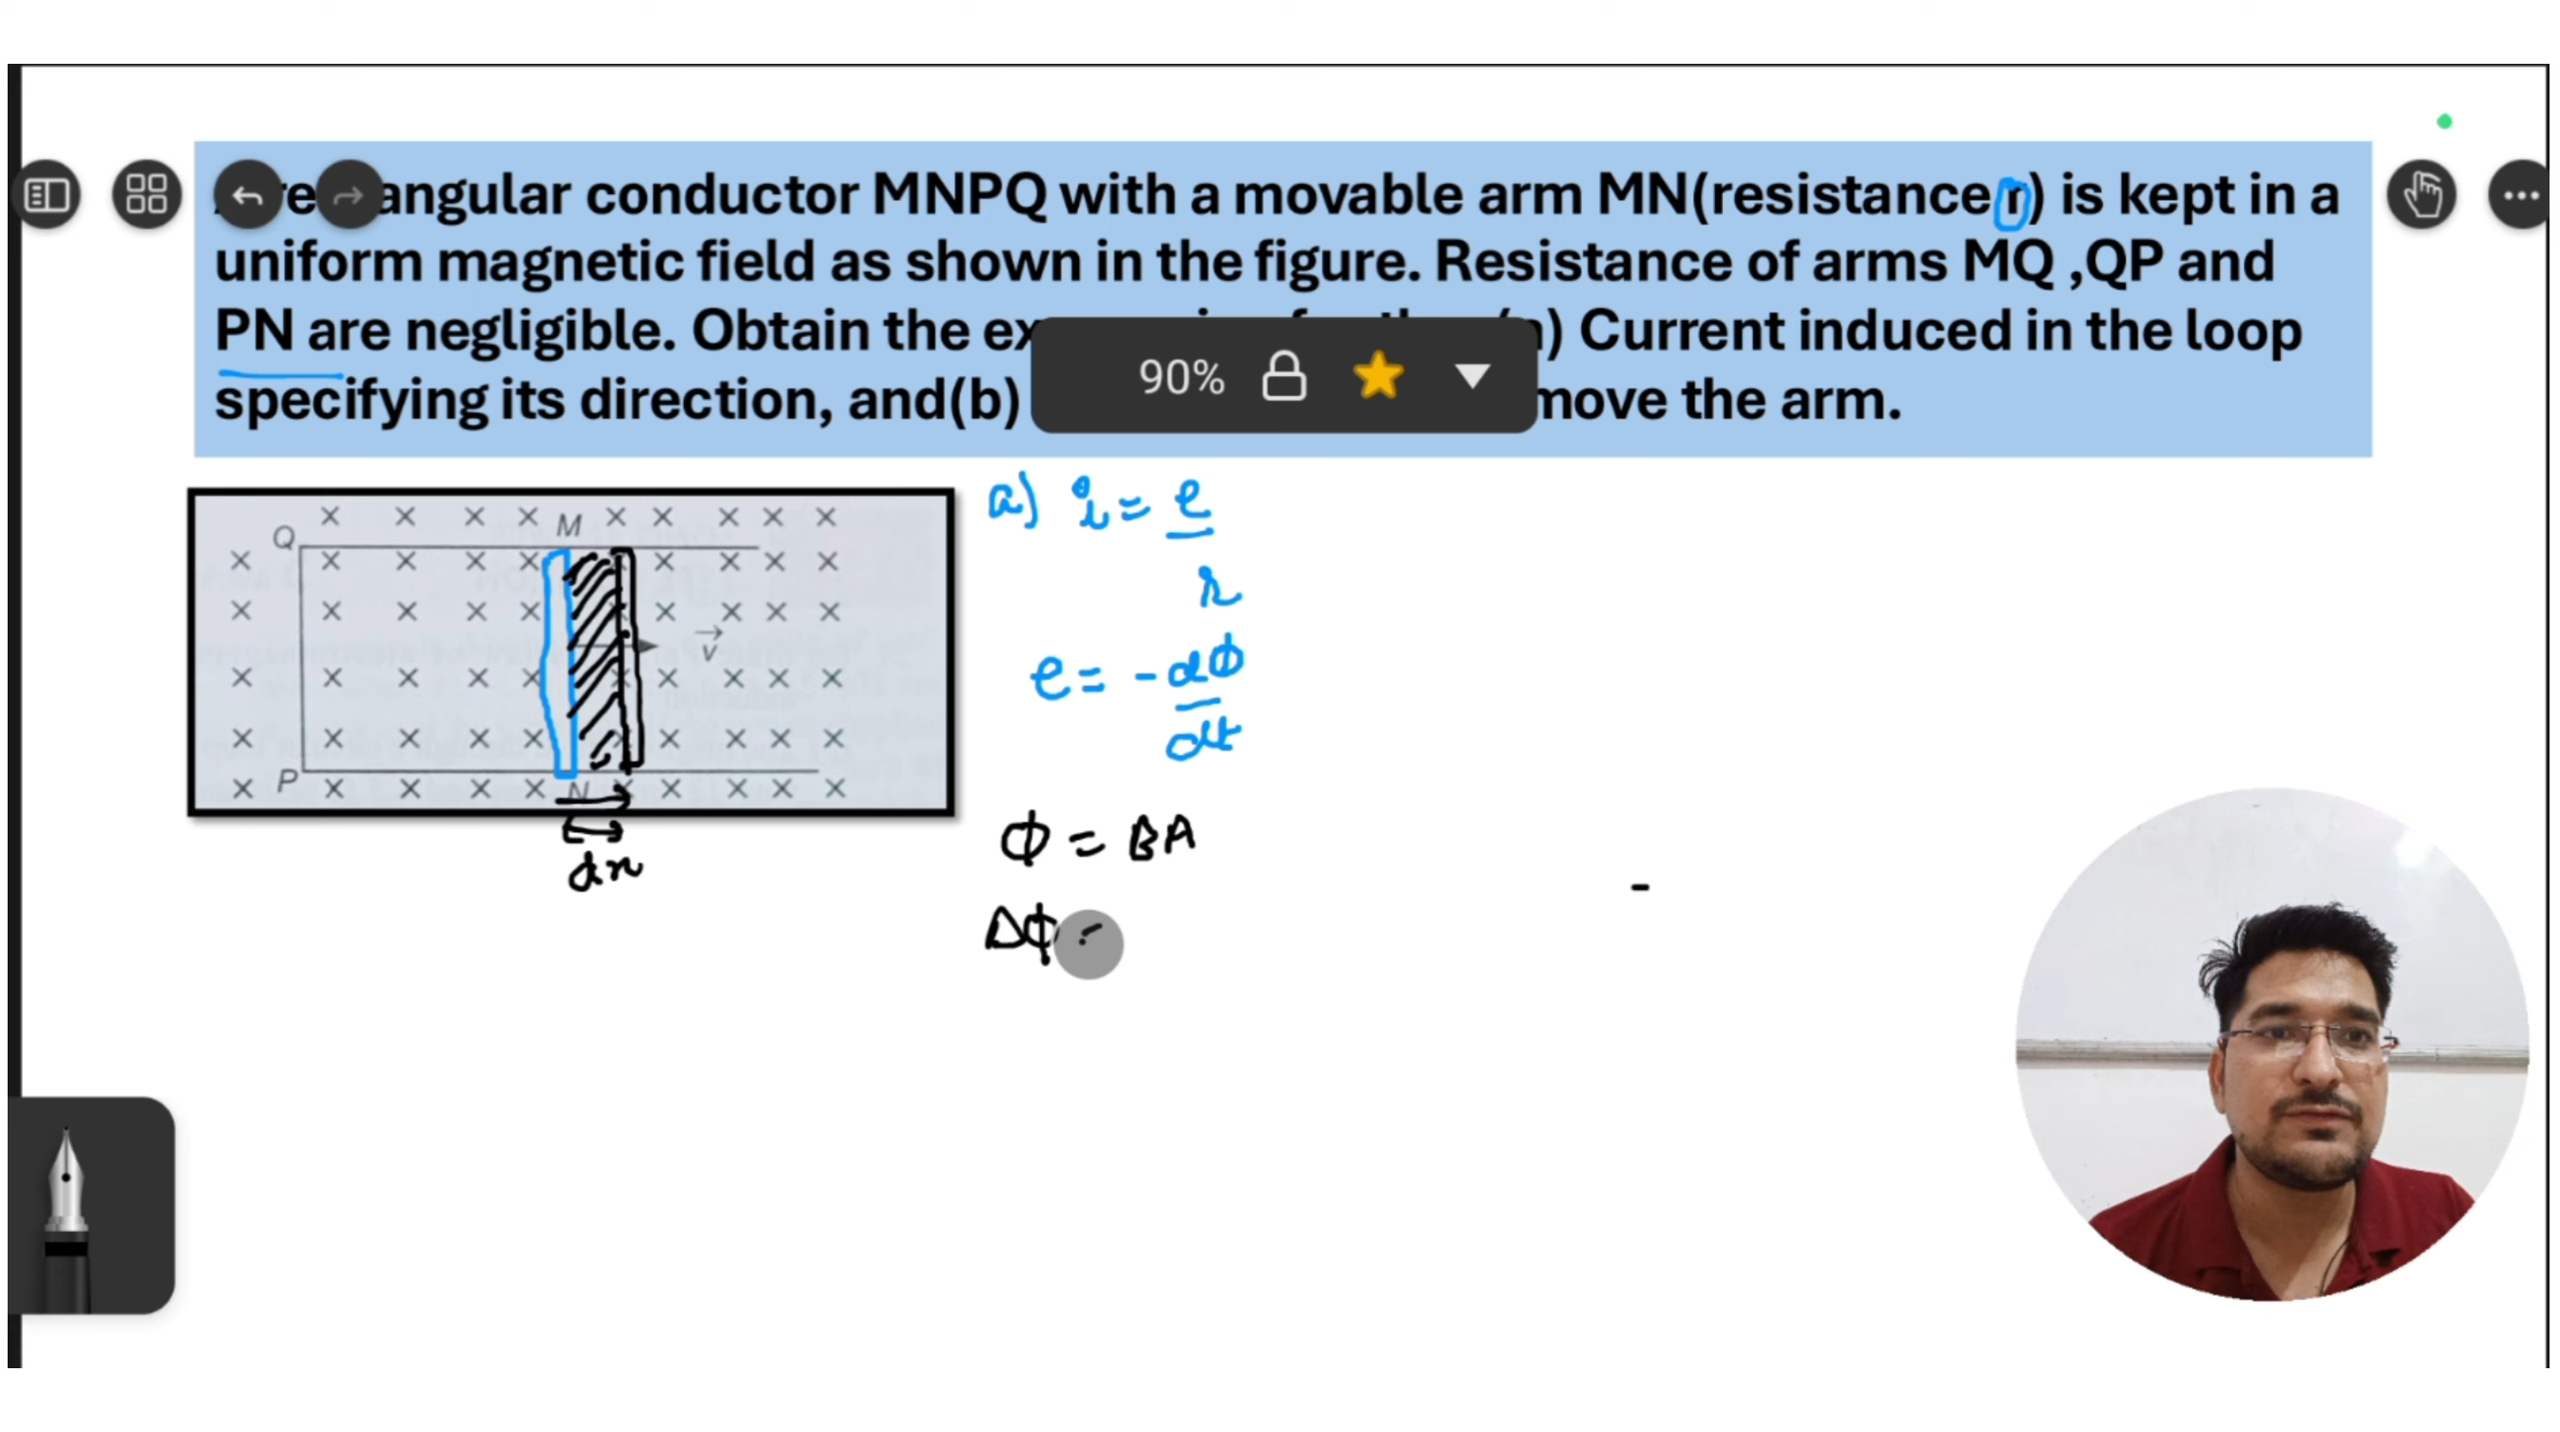 angular conductor MNPQ with a movable arm MN(resistance r) is kept in a
uniform magnetic field as shown in the figure. Resistance of arms MQ ,QP and
PN are negligible. Obtain the Current induced in the loop
specifying its direction, and(b) move the arm.
90%
M
Q
v
P
N
dx
a) i = e
r
e = - dϕ
dt
ϕ = BA
Δϕ =
-